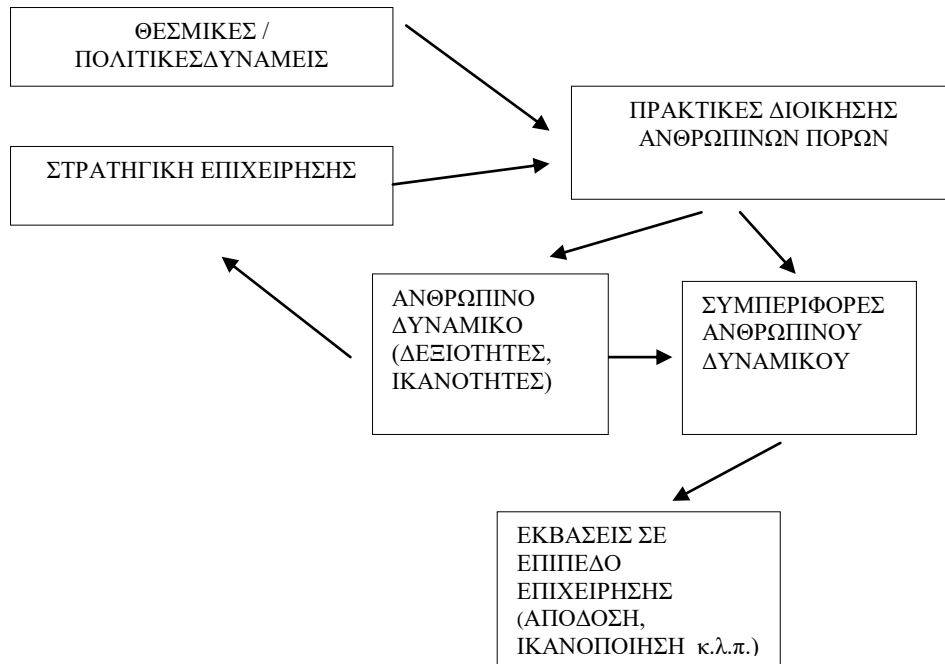 ΘΕΣΜΙΚΕΣ /
ΠΟΛΙΤΙΚΕΣΔΥΝΑΜΕΙΣ
ΠΡΑΚΤΙΚΕΣ ΔΙΟΙΚΗΣΗΣ
ΑΝΘΡΩΠΙΝΩΝ ΠΟΡΩΝ
ΣΤΡΑΤΗΓΙΚΗ ΕΠΙΧΕΙΡΗΣΗΣ
ΑΝΘΡΩΠΙΝΟ
ΔΥΝΑΜΙΚΟ
(ΔΕΞΙΟΤΗΤΕΣ,
ΙΚΑΝΟΤΗΤΕΣ)
ΣΥΜΠΕΡΙΦΟΡΕΣ
ΑΝΘΡΩΠΙΝΟΥ
ΔΥΝΑΜΙΚΟΥ
ΕΚΒΑΣΕΙΣ ΣΕ
ΕΠΙΠΕΔΟ
ΕΠΙΧΕΙΡΗΣΗΣ
(ΑΠΟΔΟΣΗ,
ΙΚΑΝΟΠΟΙΗΣΗ κ.λ.π.)